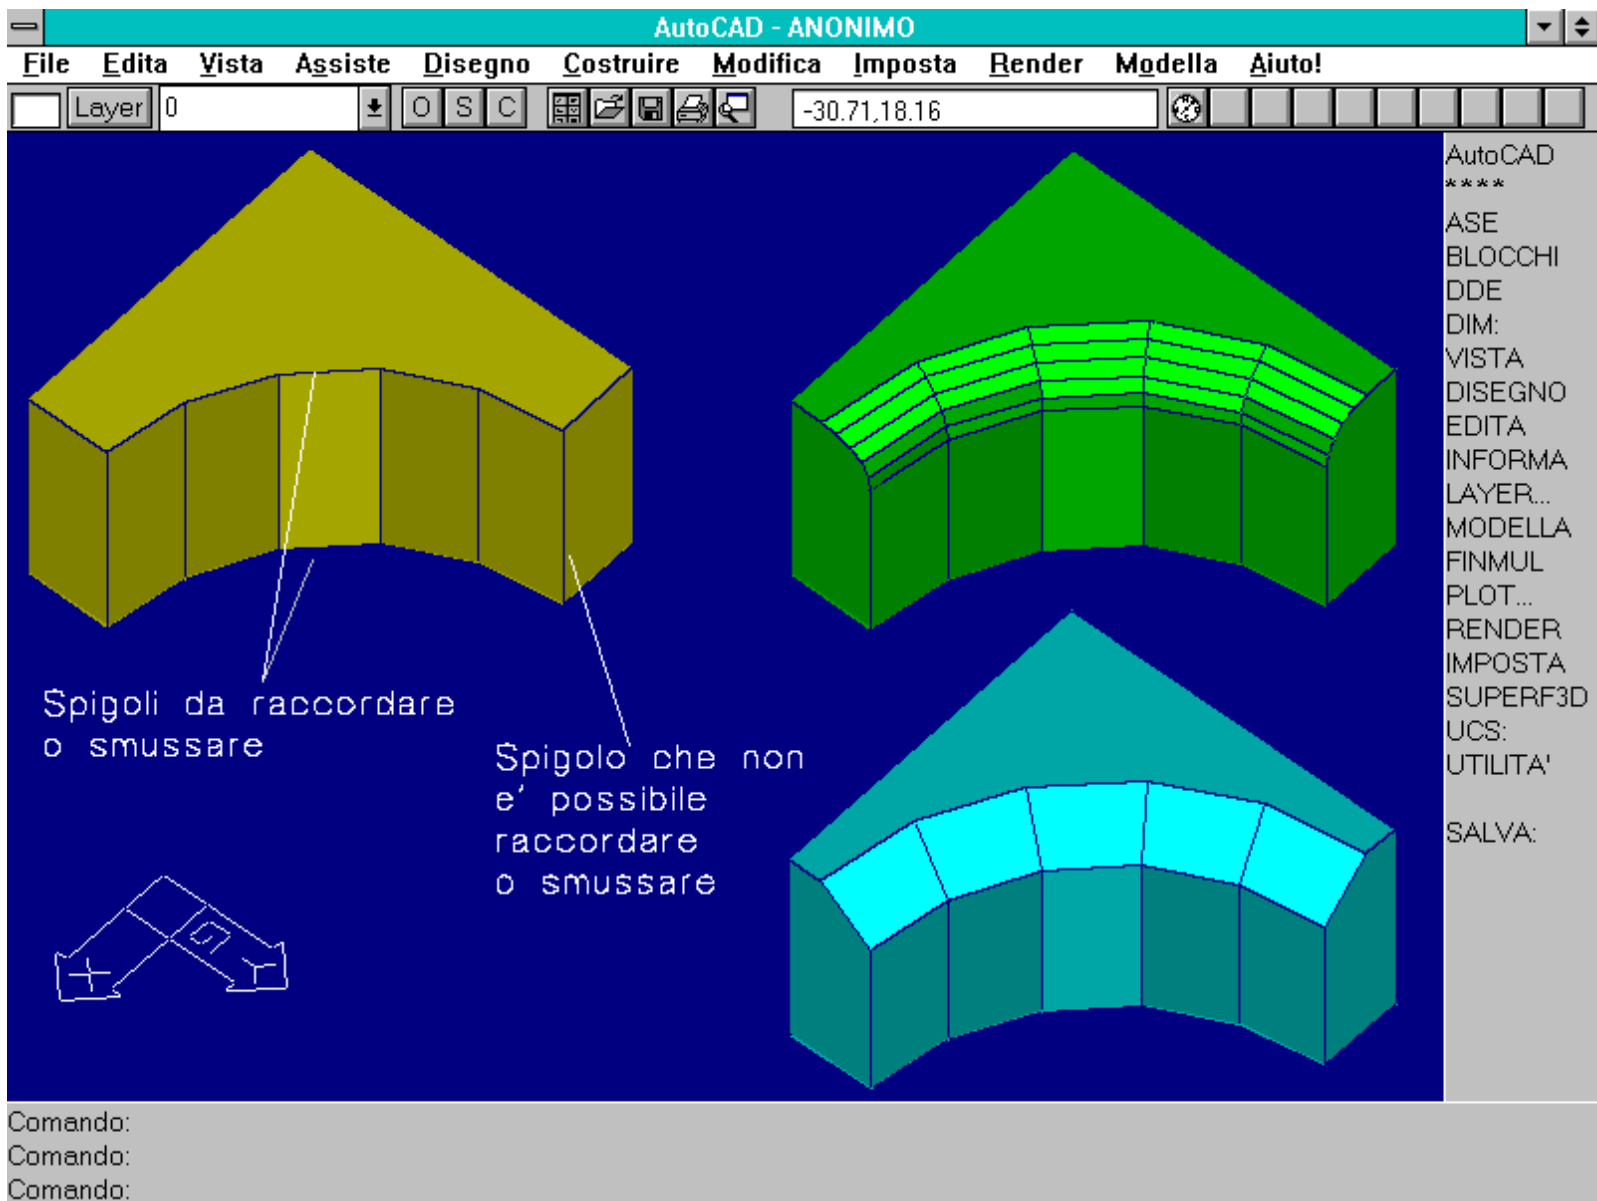 AutoCAD - ANONIMO
File Edita Vista Assiste Disegno Costruire Modifica Imposta Render Modella Aiuto!
Layer 0 O S C -30.71,18.16
AutoCAD
****
ASE
BLOCCHI
DDE
DIM:
VISTA
DISEGNO
EDITA
INFORMA
LAYER...
MODELLA
FINMUL
PLOT...
RENDER
IMPOSTA
SUPERF3D
UCS:
UTILITA'
SALVA:
Spigoli da raccordare
o smussare
Spigolo che non
e' possibile
raccordare
o smussare
X
Y
G
Comando:
Comando:
Comando: